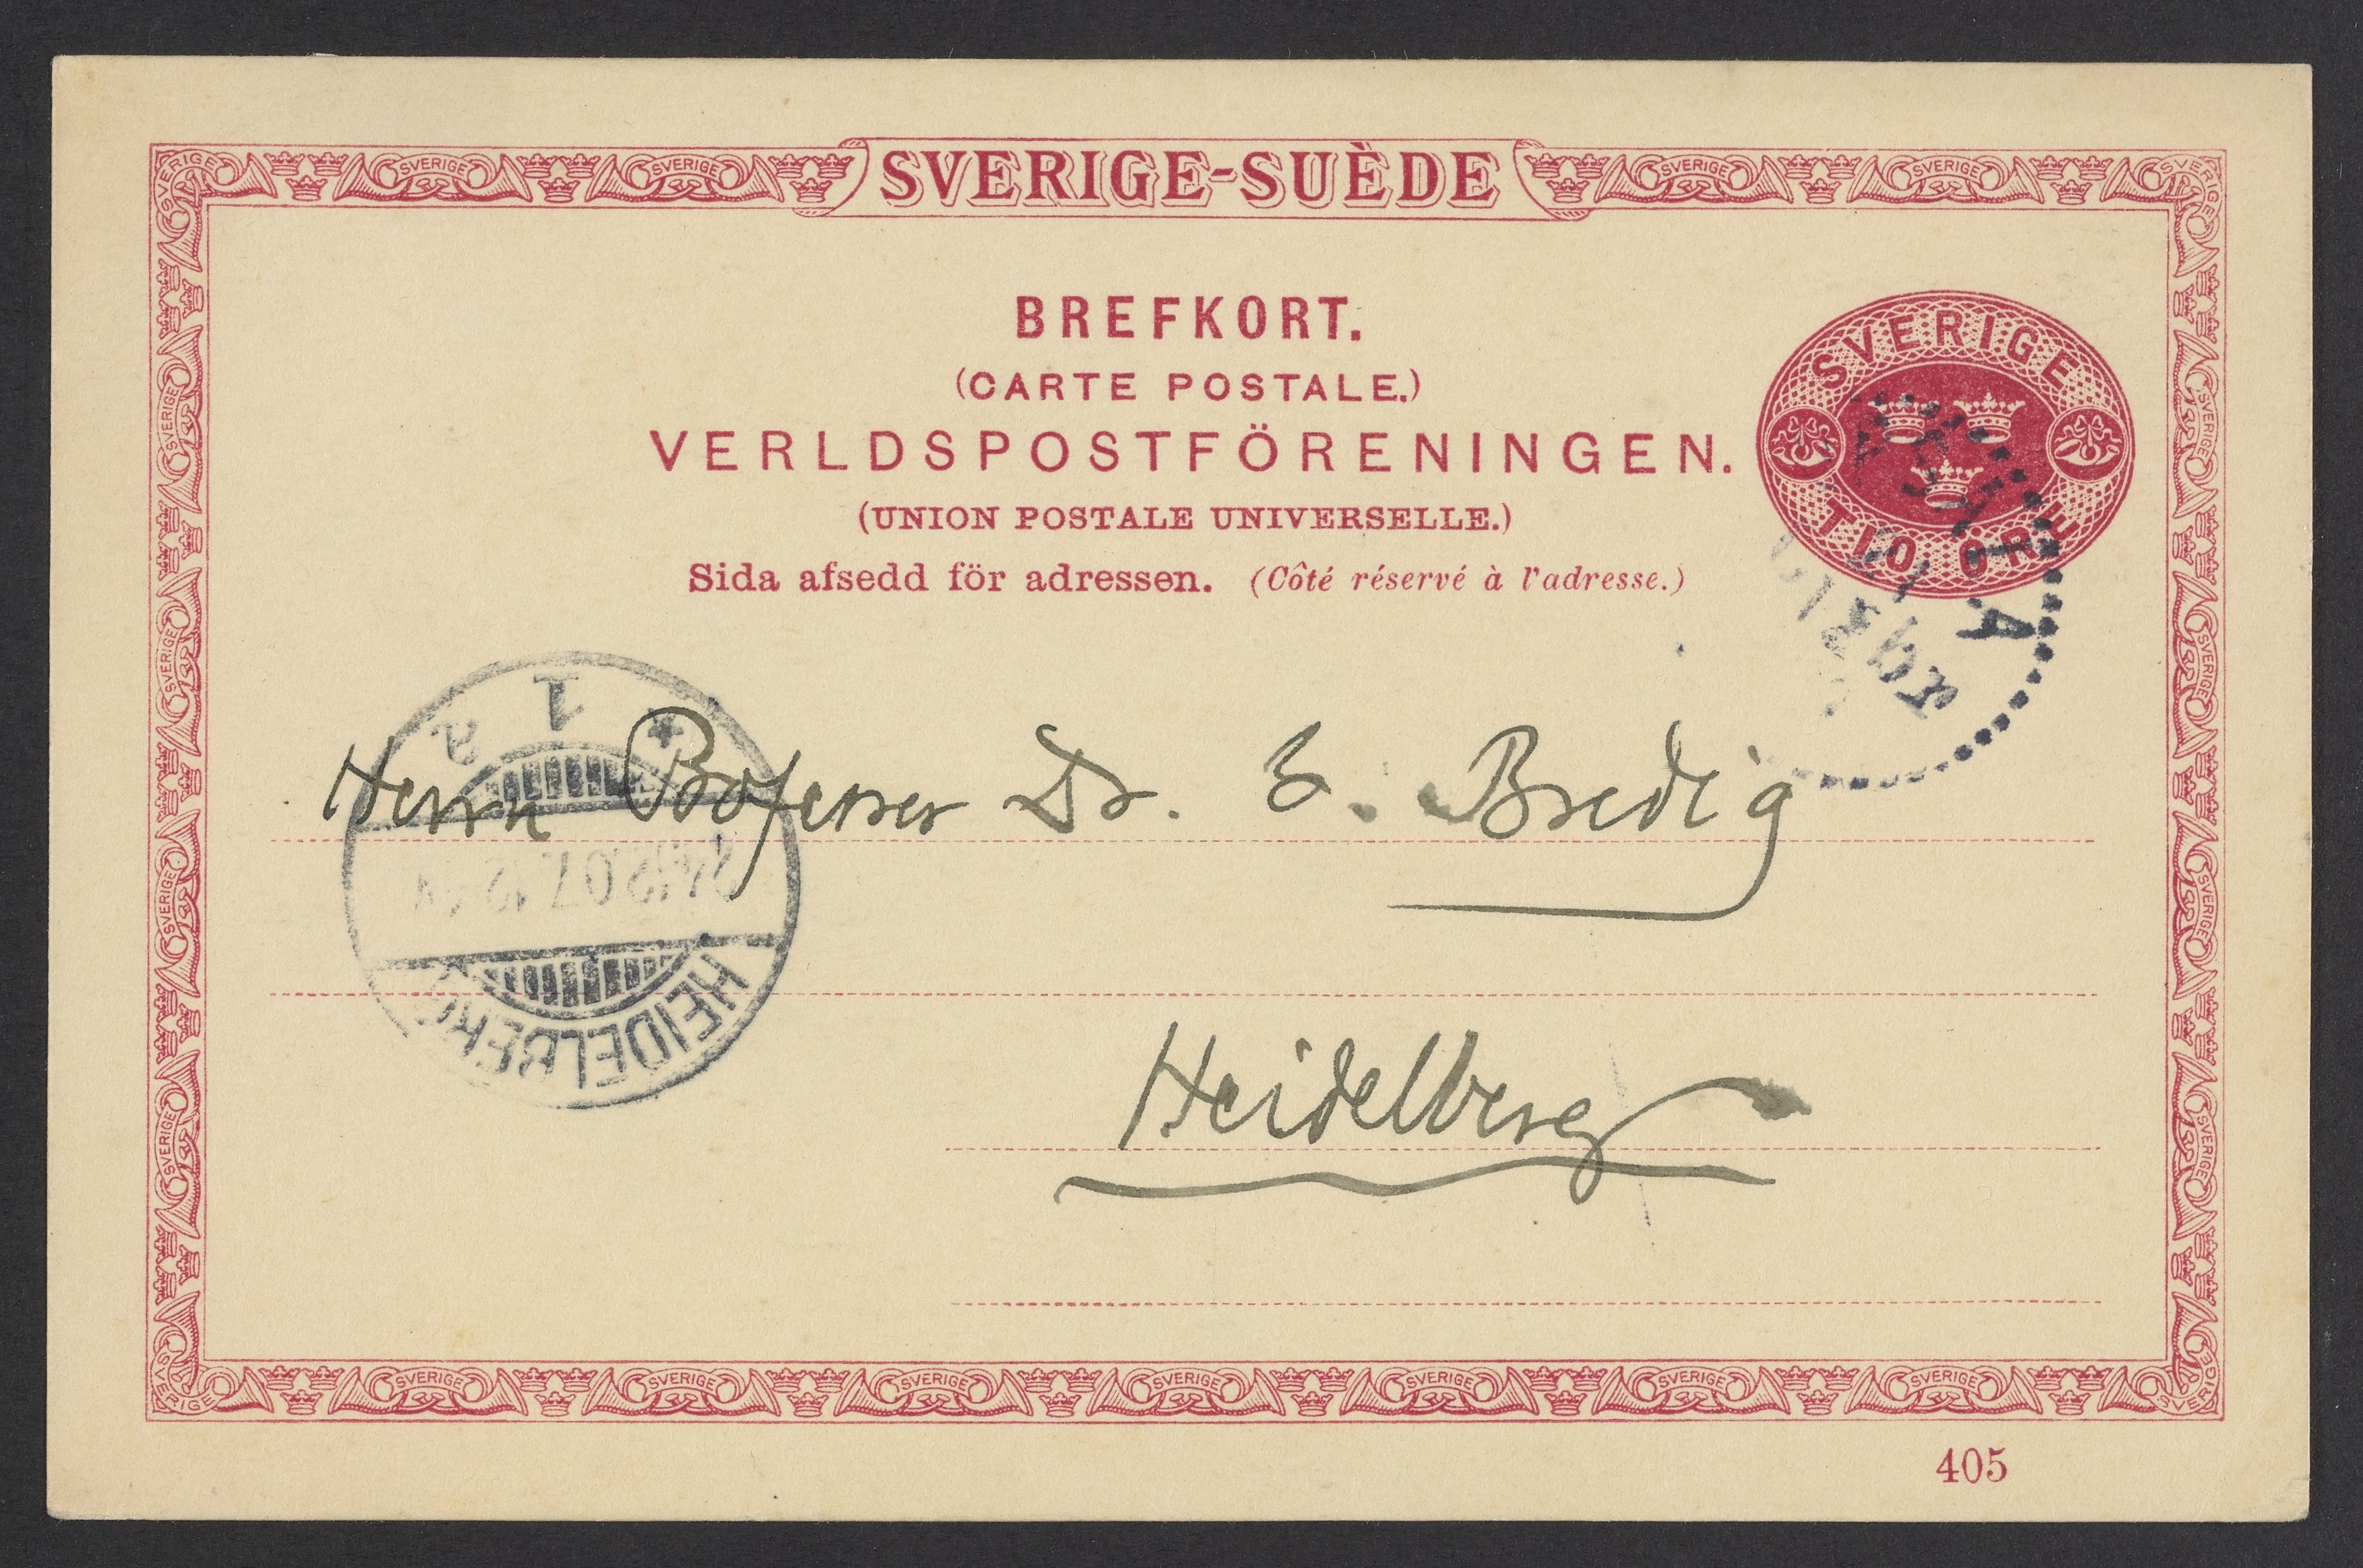 SVERIGE-SUÈDE
BREFKORT.
(CARTE POSTALE.)
VERLDSPOSTFÖRENINGEN.
(UNION POSTALE UNIVERSELLE.)
Sida afsedd för adressen. (Côté réservé à l'adresse.)
SVERIGE
TIO ÖRE
Herrn Professor Dr. G. Bredig
Heidelberg
HEIDELBERG
* 1 a
405